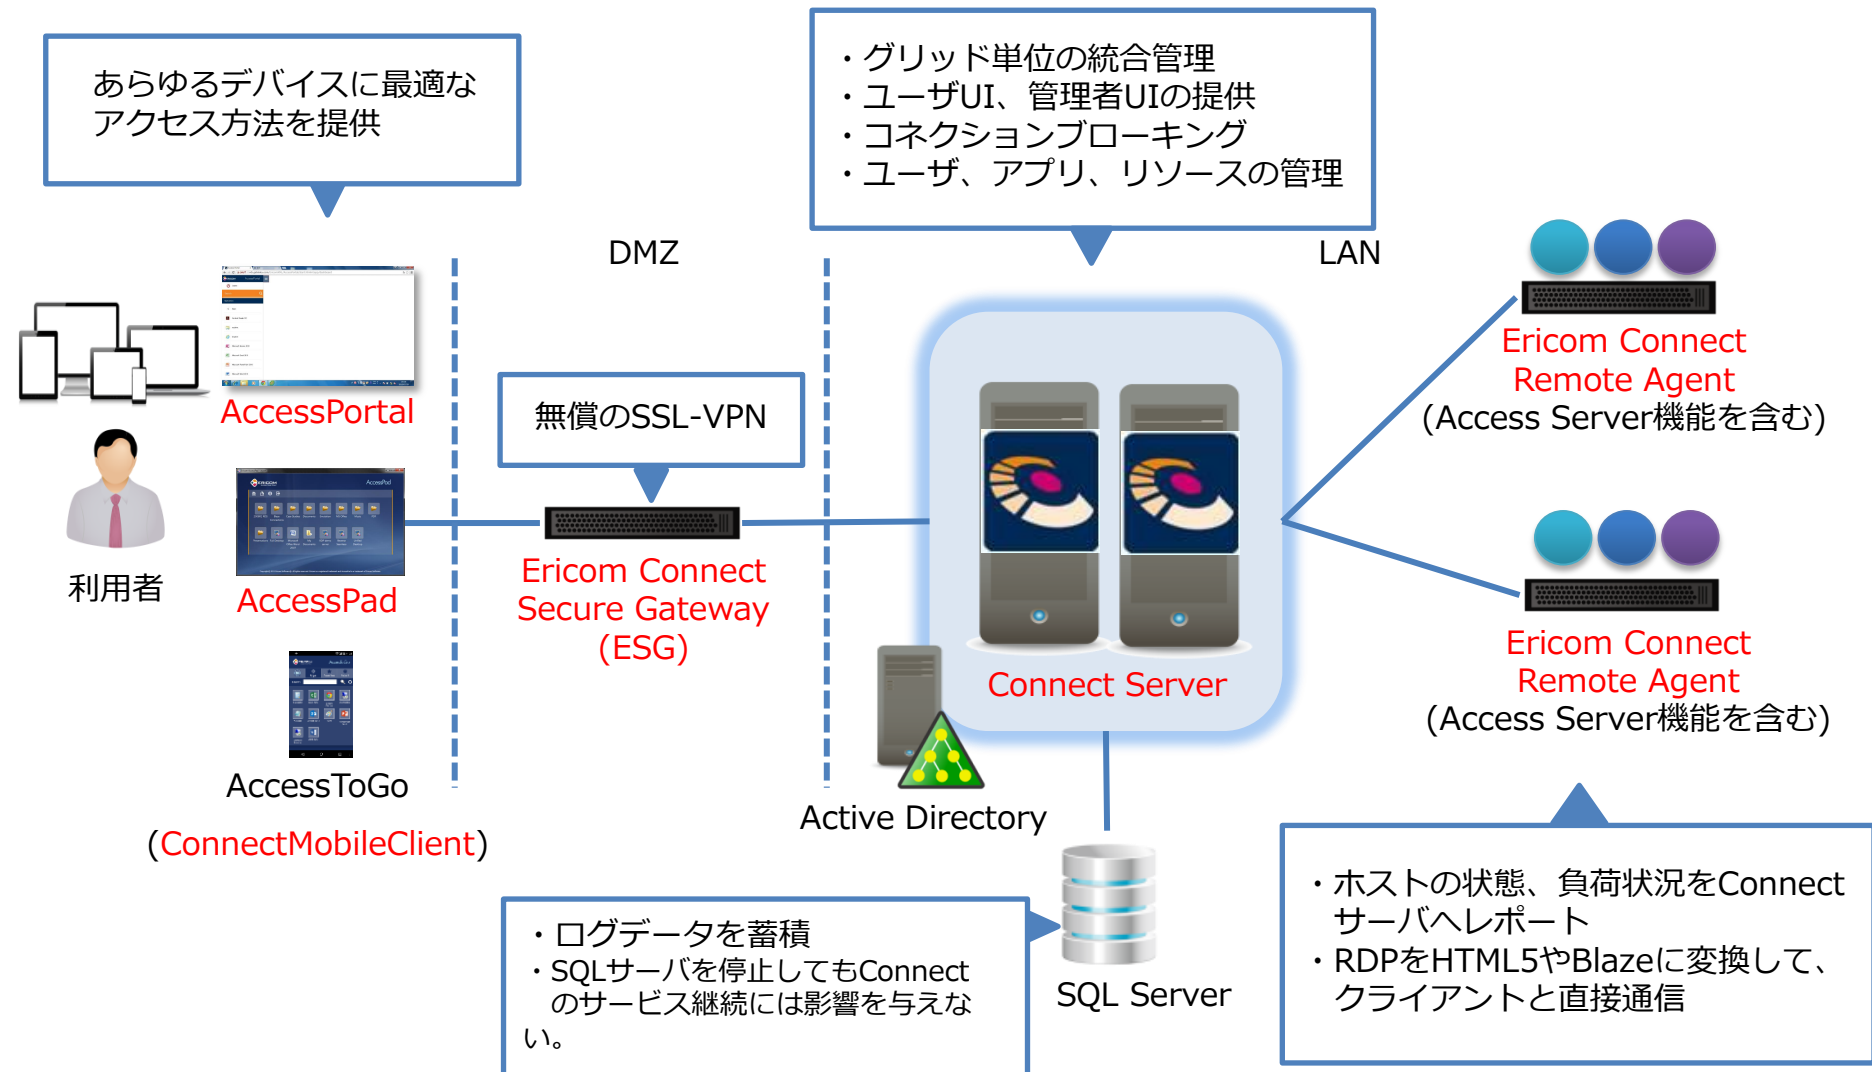 あらゆるデバイスに最適な
アクセス方法を提供
・グリッド単位の統合管理
・ユーザUI、管理者UIの提供
・コネクションブローキング
・ユーザ、アプリ、リソースの管理
DMZ
LAN
AccessPortal
無償のSSL-VPN
Ericom Connect
Remote Agent
(Access Server機能を含む)
AccessPad
利用者
AccessPad
Ericom Connect
Secure Gateway
(ESG)
Connect Server
Ericom Connect
Remote Agent
(Access Server機能を含む)
AccessToGo
(ConnectMobileClient)
Active Directory
・ログデータを蓄積
・SQLサーバを停止してもConnect
のサービス継続には影響を与えな
い。
SQL Server
・ホストの状態、負荷状況をConnect
サーバへレポート
・RDPをHTML5やBlazeに変換して、
クライアントと直接通信